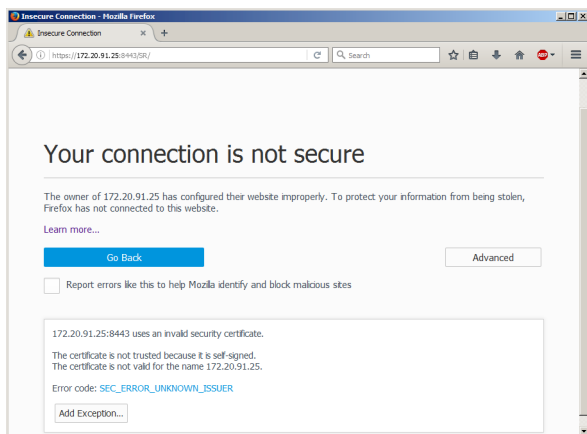 Insecure Connection - Mozilla Firefox
Insecure Connection
https://172.20.91.25:8443/SR/
Search
ABP
Your connection is not secure
The owner of 172.20.91.25 has configured their website improperly. To protect your information from being stolen,
Firefox has not connected to this website.
Learn more...
Go Back
Advanced
Report errors like this to help Mozilla identify and block malicious sites
172.20.91.25:8443 uses an invalid security certificate.
The certificate is not trusted because it is self-signed.
The certificate is not valid for the name 172.20.91.25.
Error code: SEC_ERROR_UNKNOWN_ISSUER
Add Exception...